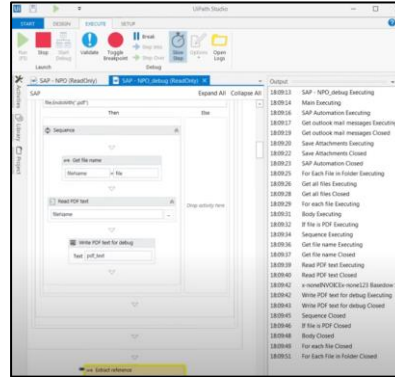 UiPath Studio
START
DESIGN
EXECUTE
SETUP
Run
Stop
Start
Debug
Validate
Toggle
Breakpoint
Break
Step Into
Step Over
Slow
Step
Options
Open
Logs
Launch
Debug
SAP - NPO (ReadOnly)
SAP - NPO_debug (ReadOnly)
Output
SAP
Expand All
Collapse All
Then
Else
Sequence
Get file name
fileName
= file
Read PDF text
fileName
Drop activity here
Write PDF text for debug
Text
pdf_text
Extract reference
Activities
Library
Project
18:09:13 SAP - NPO_debug Executing
18:09:14 Main Executing
18:09:16 SAP Automation Executing
18:09:17 Get outlook mail messages Executing
18:09:19 Get outlook mail messages Closed
18:09:20 Save Attachments Executing
18:09:22 Save Attachments Closed
18:09:23 SAP Automation Closed
18:09:25 For Each File in Folder Executing
18:09:26 Get all files Executing
18:09:28 Get all files Closed
18:09:29 For each file Executing
18:09:31 Body Executing
18:09:32 If file is PDF Executing
18:09:34 Sequence Executing
18:09:36 Get file name Executing
18:09:37 Get file name Closed
18:09:39 Read PDF text Executing
18:09:40 Read PDF text Closed
18:09:42 x-noneINVOICEx-none123 Basedow
18:09:42 Write PDF text for debug Executing
18:09:43 Write PDF text for debug Closed
18:09:45 Sequence Closed
18:09:46 If file is PDF Closed
18:09:48 Body Closed
18:09:49 For each file Closed
18:09:51 For Each File in Folder Closed